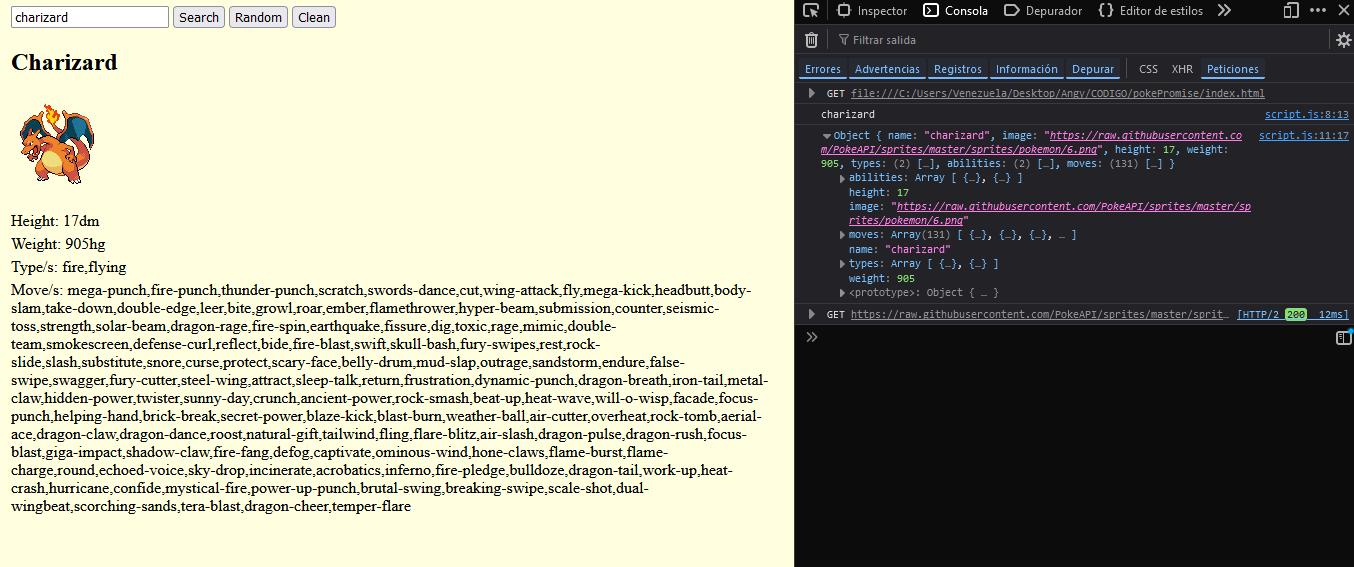 charizard Search Random Clean
Charizard
Height: 17dm
Weight: 905hg
Type/s: fire,flying
Move/s: mega-punch,fire-punch,thunder-punch,scratch,swords-dance,cut,wing-attack,fly,mega-kick,headbutt,body-
slam,take-down,double-edge,leer,bite,growl,roar,ember,flamethrower,hyper-beam,submission,counter,seismic-
toss,strength,solar-beam,dragon-rage,fire-spin,earthquake,fissure,dig,toxic,rage,mimic,double-
team,smokescreen,defense-curl,reflect,bide,fire-blast,swift,skull-bash,fury-swipes,rest,rock-
slide,slash,substitute,snore,curse,protect,scary-face,belly-drum,mud-slap,outrage,sandstorm,endure,false-
swipe,swagger,fury-cutter,steel-wing,attract,sleep-talk,return,frustration,dynamic-punch,dragon-breath,iron-tail,metal-
claw,hidden-power,twister,sunny-day,crunch,ancient-power,rock-smash,beat-up,heat-wave,will-o-wisp,facade,focus-
punch,helping-hand,brick-break,secret-power,blaze-kick,blast-burn,weather-ball,air-cutter,overheat,rock-tomb,aerial-
ace,dragon-claw,dragon-dance,roost,natural-gift,tailwind,fling,flare-blitz,air-slash,dragon-pulse,dragon-rush,focus-
blast,giga-impact,shadow-claw,fire-fang,defog,captivate,ominous-wind,hone-claws,flame-burst,flame-
charge,round,echoed-voice,sky-drop,incinerate,acrobatics,inferno,fire-pledge,bulldoze,dragon-tail,work-up,heat-
crash,hurricane,confide,mystical-fire,power-up-punch,brutal-swing,breaking-swipe,scale-shot,dual-
wingbeat,scorching-sands,tera-blast,dragon-cheer,temper-flare
Inspector Consola Depurador Editor de estilos
Filtrar salida
Errores Advertencias Registros Información Depurar CSS XHR Peticiones
GET file:///C:/Users/Venezuela/Desktop/Angy/CODIGO/pokePromise/index.html
charizard script.js:8:13
Object { name: "charizard", image: "https://raw.githubusercontent.co script.js:11:17
m/PokeAPI/sprites/master/sprites/pokemon/6.png", height: 17, weight:
905, types: (2) […], abilities: (2) […], moves: (131) […] }
abilities: Array [ {…}, {…} ]
height: 17
image: "https://raw.githubusercontent.com/PokeAPI/sprites/master/sp
rites/pokemon/6.png"
moves: Array(131) [ {…}, {…}, {…}, … ]
name: "charizard"
types: Array [ {…}, {…} ]
weight: 905
<prototype>: Object { … }
GET https://raw.githubusercontent.com/PokeAPI/sprites/master/sprit… [HTTP/2 200 12ms]